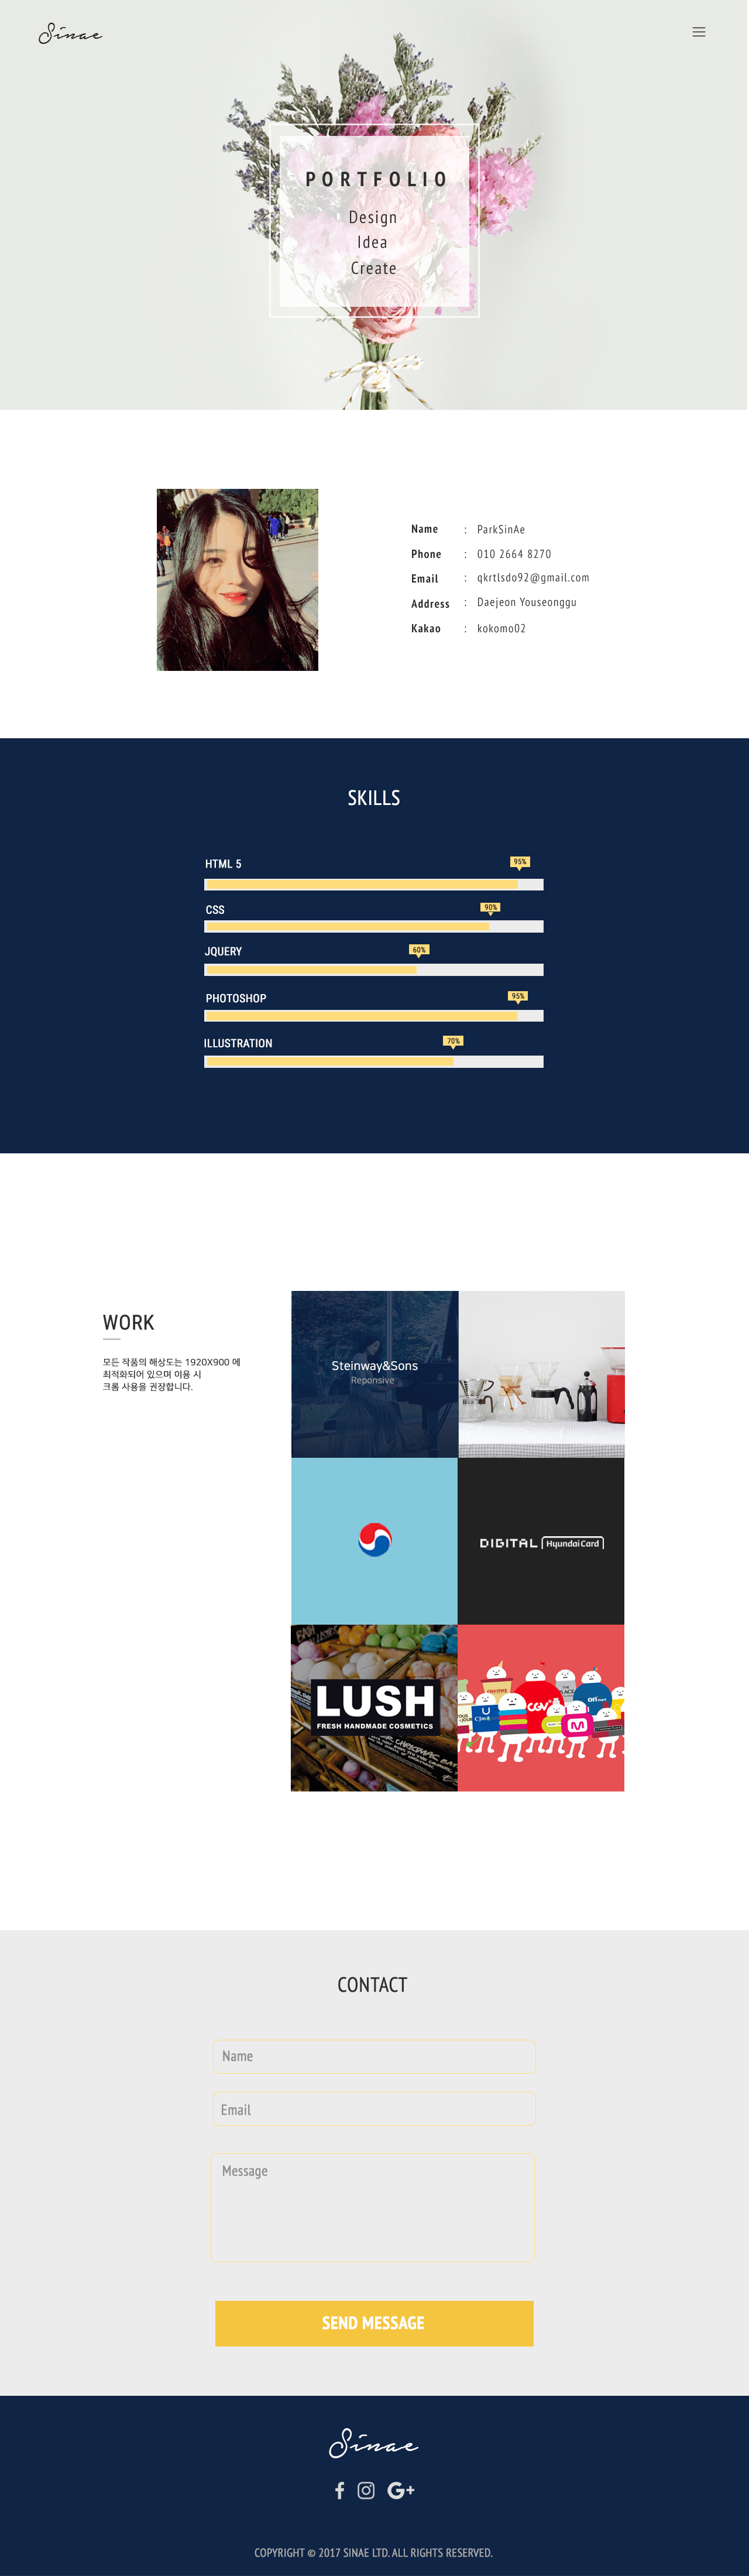 Sinae
PORTFOLIO
Design
Idea
Create
Name : ParkSinAe
Phone : 010 2664 8270
Email : qkrtlsdo92@gmail.com
Address : Daejeon Youseonggu
Kakao : kokomo02
SKILLS
HTML 5 95%
CSS 90%
JQUERY 60%
PHOTOSHOP 95%
ILLUSTRATION 70%
WORK
모든 작품의 해상도는 1920X900 에
최적화되어 있으며 이용 시
크롬 사용을 권장합니다.
Steinway&Sons
Reponsive
DIGITAL HyundaiCard
LUSH
FRESH HANDMADE COSMETICS
CGV
CONTACT
Name
Email
Message
SEND MESSAGE
Sinae
COPYRIGHT © 2017 SINAE LTD. ALL RIGHTS RESERVED.